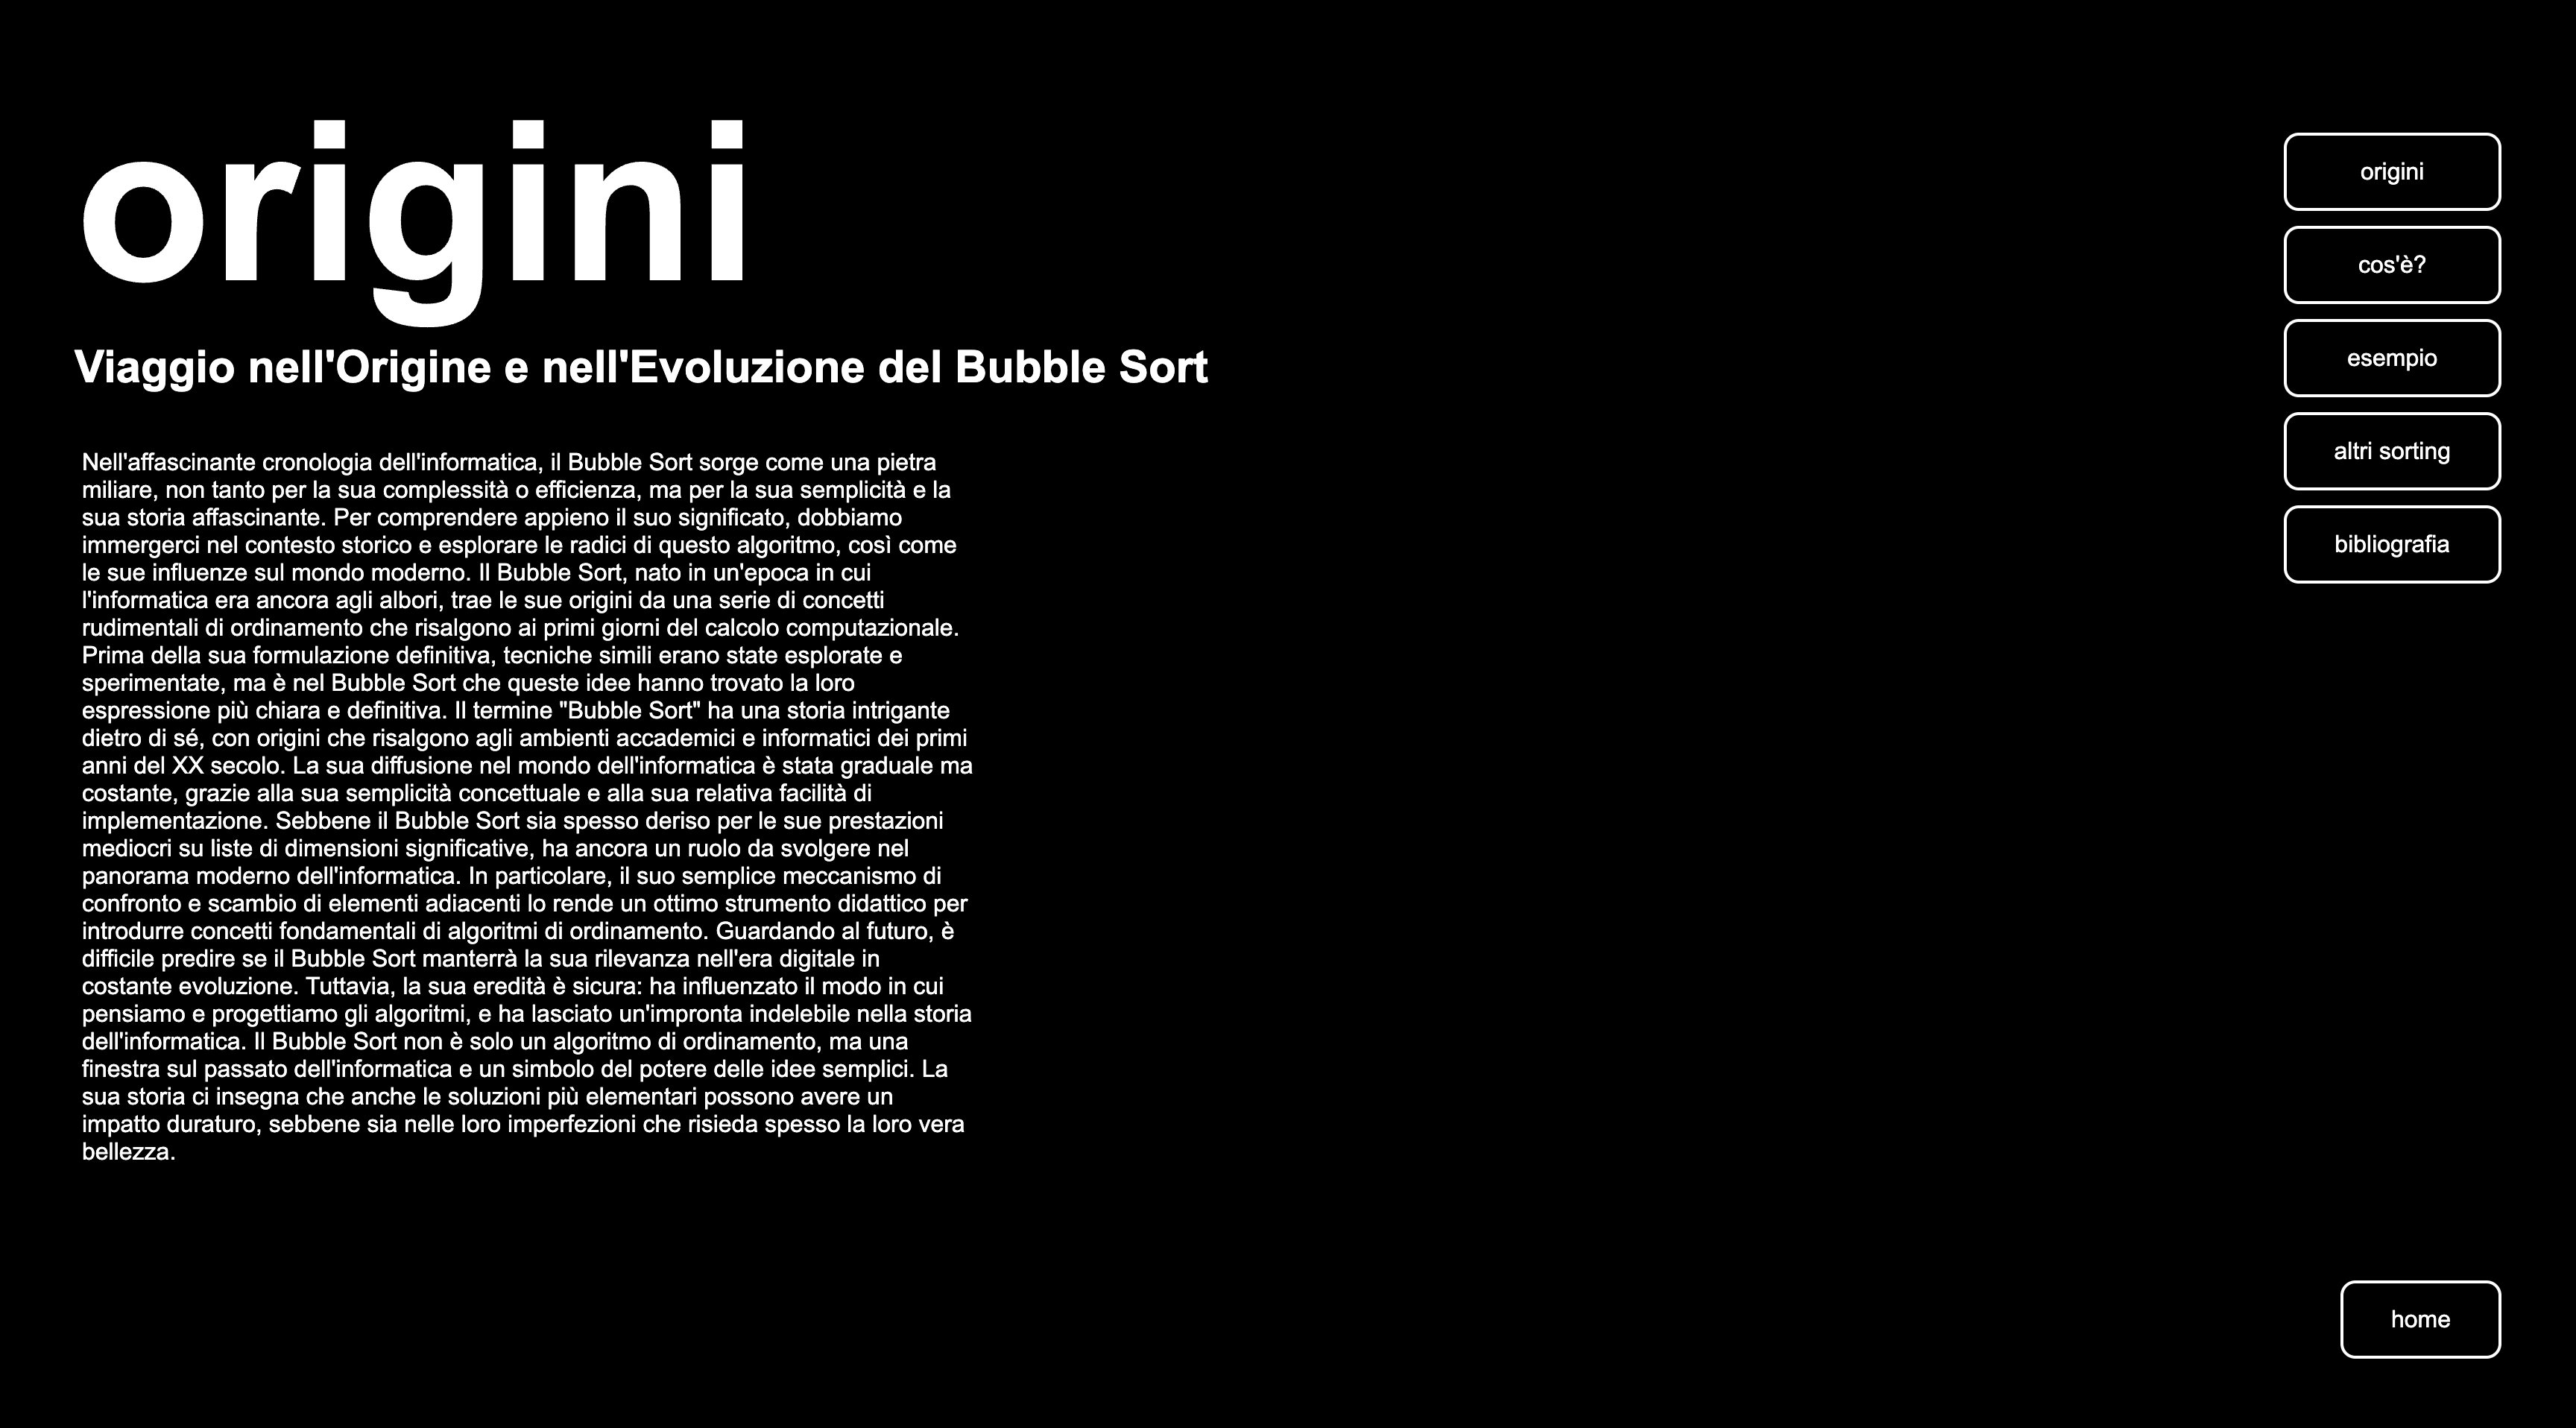 origini
Viaggio nell'Origine e nell'Evoluzione del Bubble Sort
Nell'affascinante cronologia dell'informatica, il Bubble Sort sorge come una pietra
miliare, non tanto per la sua complessità o efficienza, ma per la sua semplicità e la
sua storia affascinante. Per comprendere appieno il suo significato, dobbiamo
immergerci nel contesto storico e esplorare le radici di questo algoritmo, così come
le sue influenze sul mondo moderno. Il Bubble Sort, nato in un'epoca in cui
l'informatica era ancora agli albori, trae le sue origini da una serie di concetti
rudimentali di ordinamento che risalgono ai primi giorni del calcolo computazionale.
Prima della sua formulazione definitiva, tecniche simili erano state esplorate e
sperimentate, ma è nel Bubble Sort che queste idee hanno trovato la loro
espressione più chiara e definitiva. Il termine "Bubble Sort" ha una storia intrigante
dietro di sé, con origini che risalgono agli ambienti accademici e informatici dei primi
anni del XX secolo. La sua diffusione nel mondo dell'informatica è stata graduale ma
costante, grazie alla sua semplicità concettuale e alla sua relativa facilità di
implementazione. Sebbene il Bubble Sort sia spesso deriso per le sue prestazioni
mediocri su liste di dimensioni significative, ha ancora un ruolo da svolgere nel
panorama moderno dell'informatica. In particolare, il suo semplice meccanismo di
confronto e scambio di elementi adiacenti lo rende un ottimo strumento didattico per
introdurre concetti fondamentali di algoritmi di ordinamento. Guardando al futuro, è
difficile predire se il Bubble Sort manterrà la sua rilevanza nell'era digitale in
costante evoluzione. Tuttavia, la sua eredità è sicura: ha influenzato il modo in cui
pensiamo e progettiamo gli algoritmi, e ha lasciato un'impronta indelebile nella storia
dell'informatica. Il Bubble Sort non è solo un algoritmo di ordinamento, ma una
finestra sul passato dell'informatica e un simbolo del potere delle idee semplici. La
sua storia ci insegna che anche le soluzioni più elementari possono avere un
impatto duraturo, sebbene sia nelle loro imperfezioni che risieda spesso la loro vera
bellezza.
origini
cos'è?
esempio
altri sorting
bibliografia
home